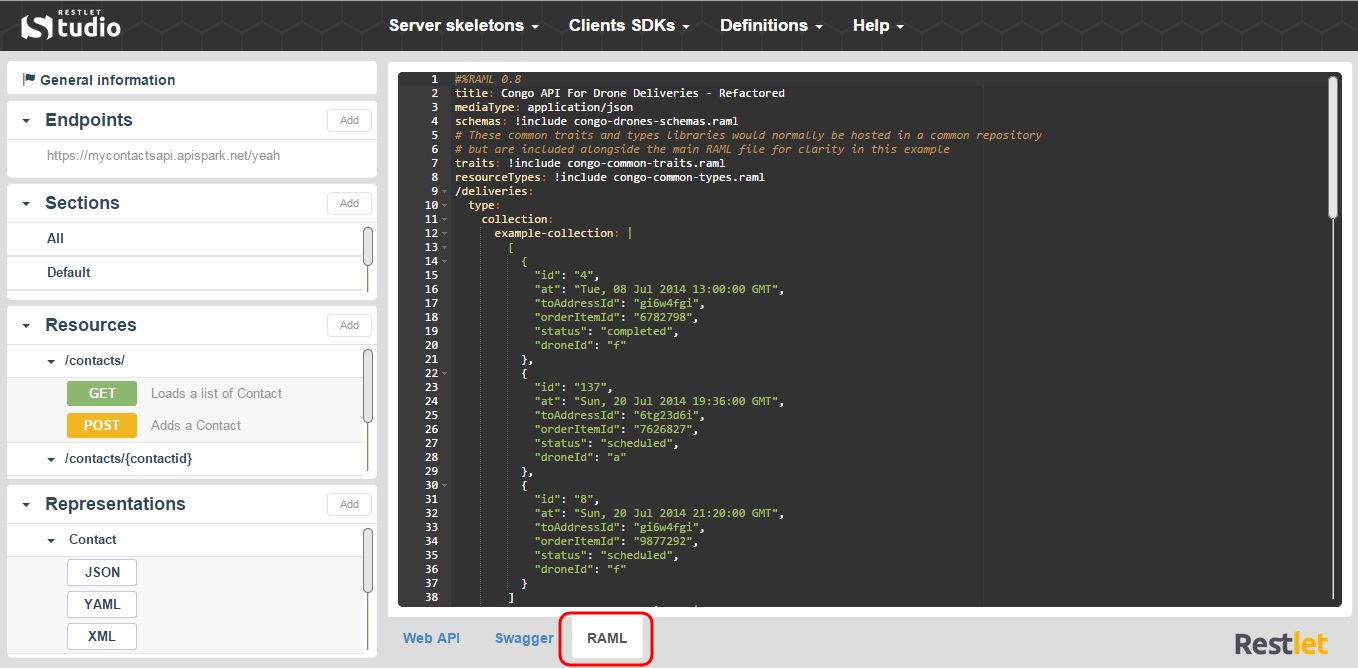 RESTLET
Studio
Server skeletons
Clients SDKs
Definitions
Help
General information
Endpoints
Add
https://mycontactsapi.apispark.net/yeah
Sections
Add
All
Default
Resources
Add
/contacts/
GET
Loads a list of Contact
POST
Adds a Contact
/contacts/{contactid}
Representations
Add
Contact
JSON
YAML
XML
1 #%RAML 0.8
2 title: Congo API For Drone Deliveries - Refactored
3 mediaType: application/json
4 schemas: !include congo-drones-schemas.raml
5 # These common traits and types libraries would normally be hosted in a common repository
6 # but are included alongside the main RAML file for clarity in this example
7 traits: !include congo-common-traits.raml
8 resourceTypes: !include congo-common-types.raml
9 /deliveries:
10 type:
11 collection:
12 example-collection: |
13 [
14 {
15 "id": "4",
16 "at": "Tue, 08 Jul 2014 13:00:00 GMT",
17 "toAddressId": "gi6w4fgi",
18 "orderItemId": "6782798",
19 "status": "completed",
20 "droneId": "f"
21 },
22 {
23 "id": "137",
24 "at": "Sun, 20 Jul 2014 19:36:00 GMT",
25 "toAddressId": "6tg23d6i",
26 "orderItemId": "7626827",
27 "status": "scheduled",
28 "droneId": "a"
29 },
30 {
31 "id": "8",
32 "at": "Sun, 20 Jul 2014 21:20:00 GMT",
33 "toAddressId": "gi6w4fgi",
34 "orderItemId": "9877292",
35 "status": "scheduled",
36 "droneId": "f"
37 }
38 ]
Web API
Swagger
RAML
Restlet